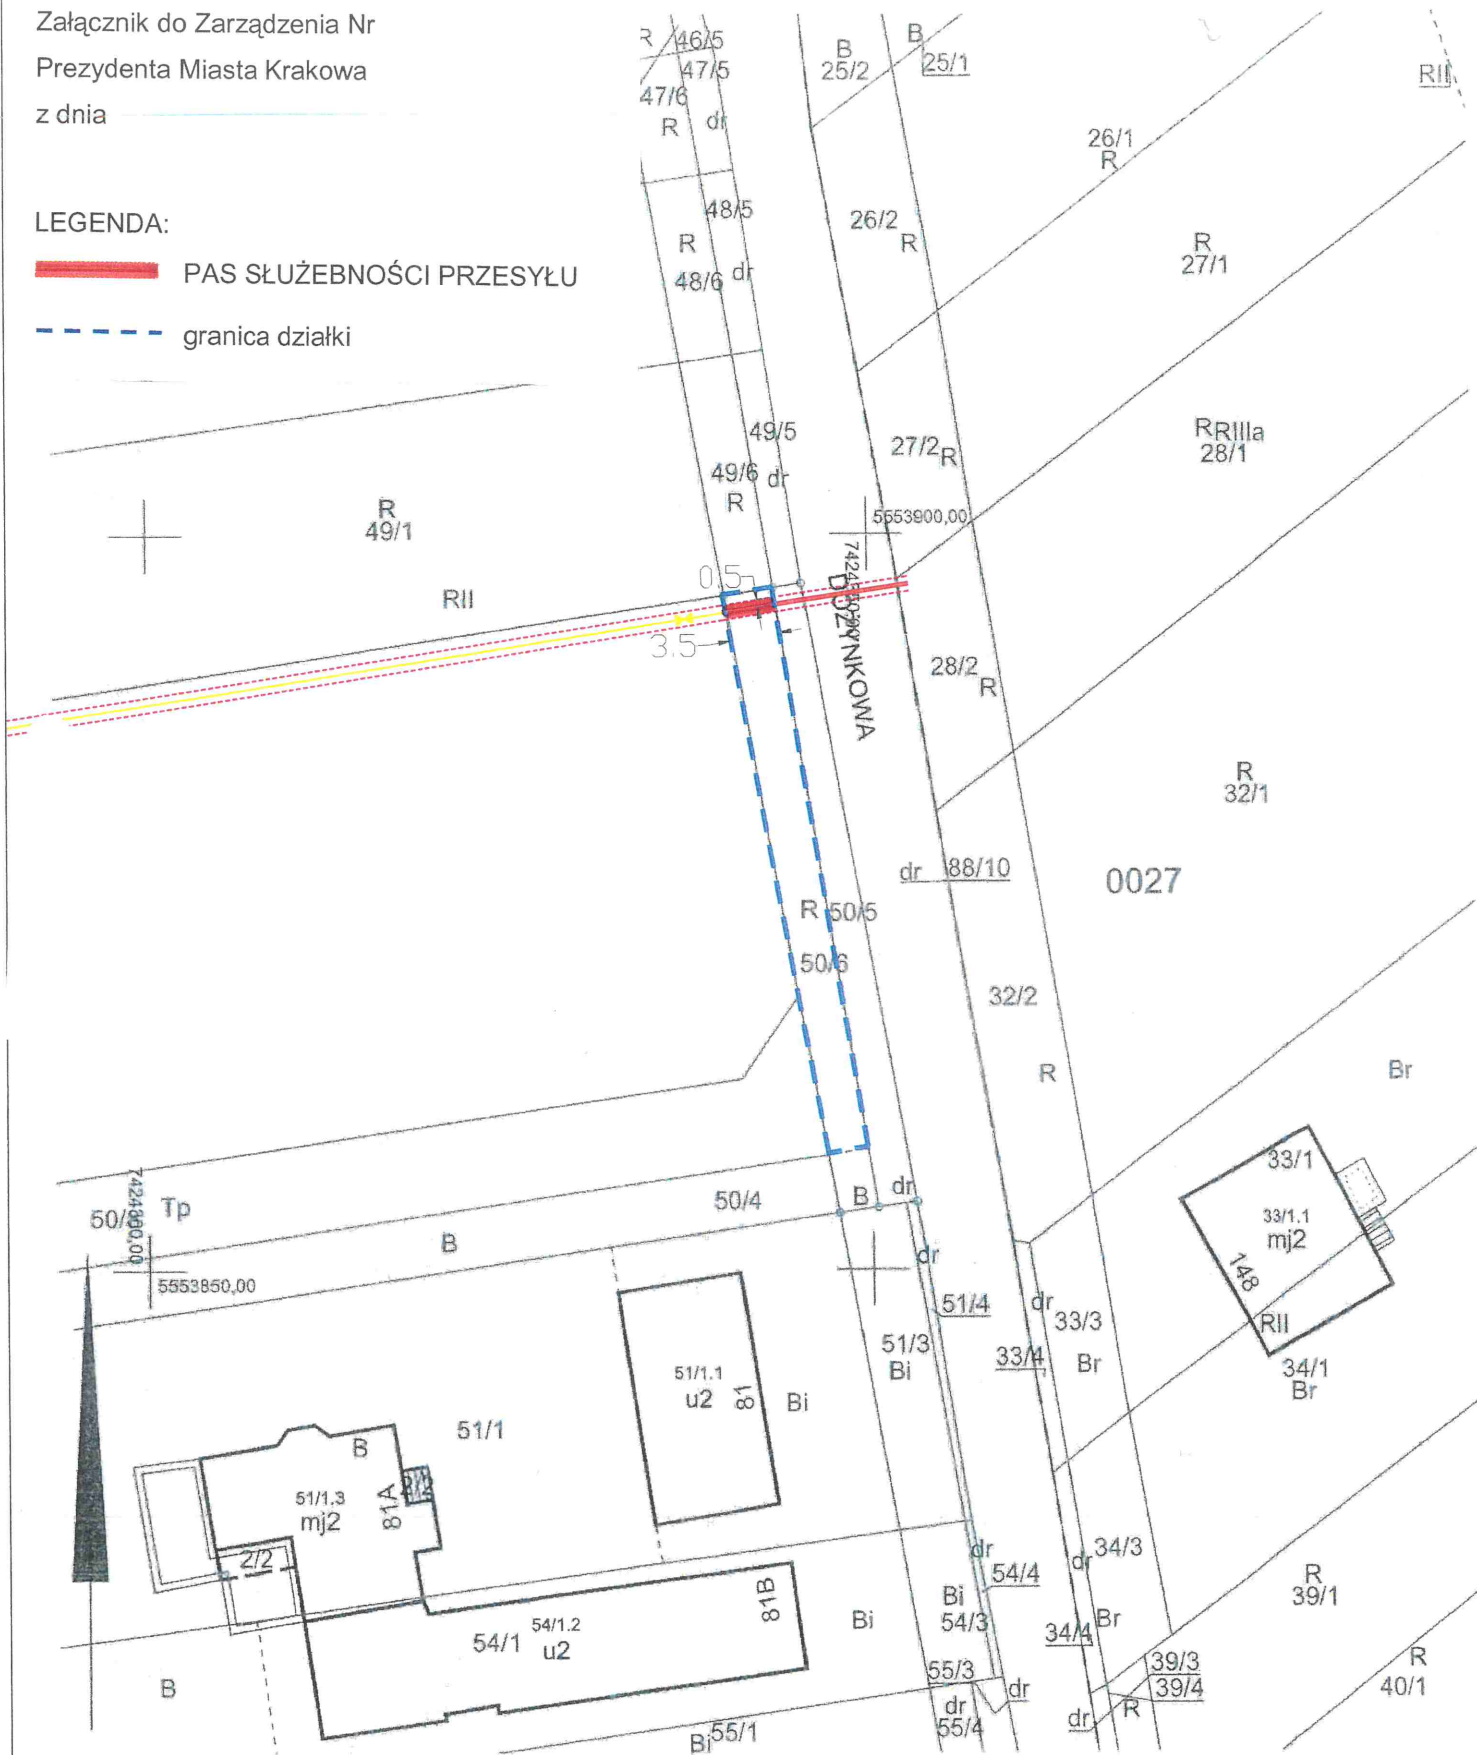 Załącznik do Zarządzenia Nr
Prezydenta Miasta Krakowa
z dnia
LEGENDA:
PAS SŁUŻEBNOŚCI PRZESYŁU
granica działki
R 46/5
47/5
47/6
R dr
48/5
R
48/6 dr
B
25/2
B
25/1
RII
26/1
R
26/2
R
R
27/1
49/5
49/6 dr
R
27/2 R
R RIIIa
28/1
R
49/1
5553900,00
RII
0.5
3.5
DOŻYNKOWA
28/2
R
R
32/1
dr 88/10
0027
R 50/5
50/6
32/2
R
Br
33/1
33/1.1
mj2
148
RII
34/1
Br
7424800,00
Tp
50/4
B
dr
B
5553850,00
dr
51/4
dr
33/3
51/3
Bi
33/4
Br
51/1.1
u2
81
Bi
51/1
B
51/1.3
mj2
81A
2/2
dr
54/4
dr
34/3
R
39/1
Bi
54/3
81B
Bi
54/1
54/1.2
u2
34/4
Br
B
55/3
dr
39/3
39/4
R
40/1
dr
55/4
dr
R
Bi 55/1